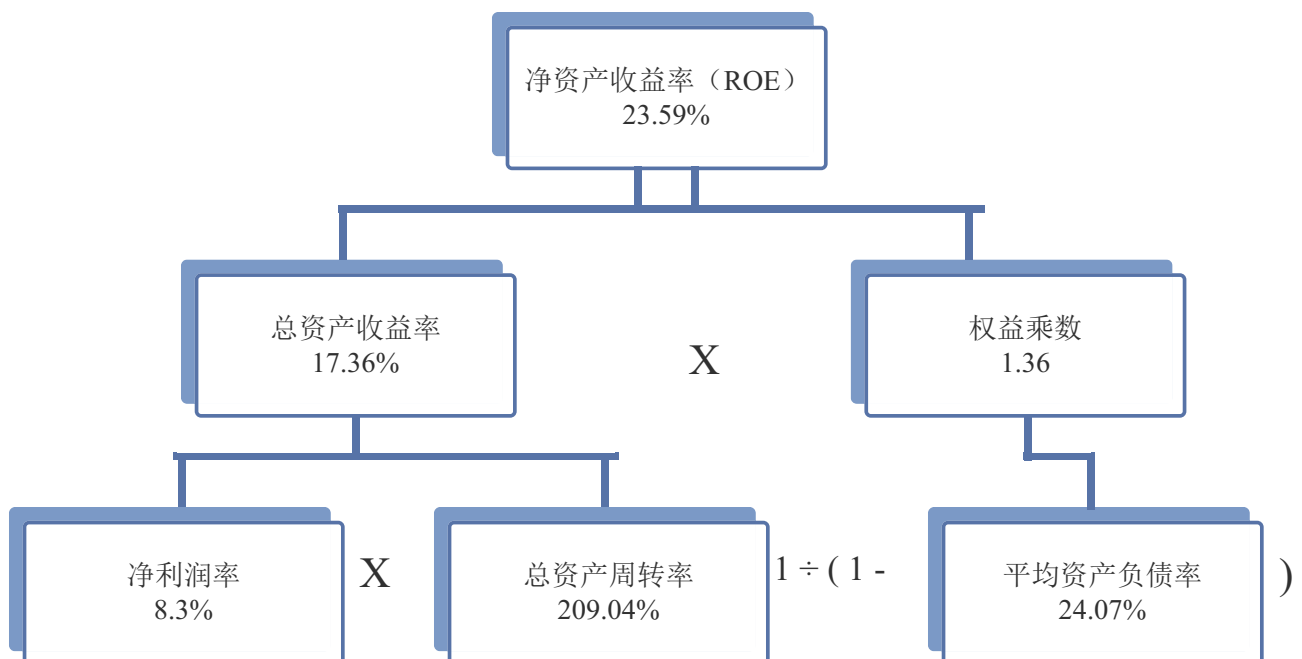 净资产收益率（ROE）
23.59%
总资产收益率
17.36%
X
权益乘数
1.36
净利润率
8.3%
X
总资产周转率
209.04%
1 ÷ ( 1 -
平均资产负债率
24.07%
)